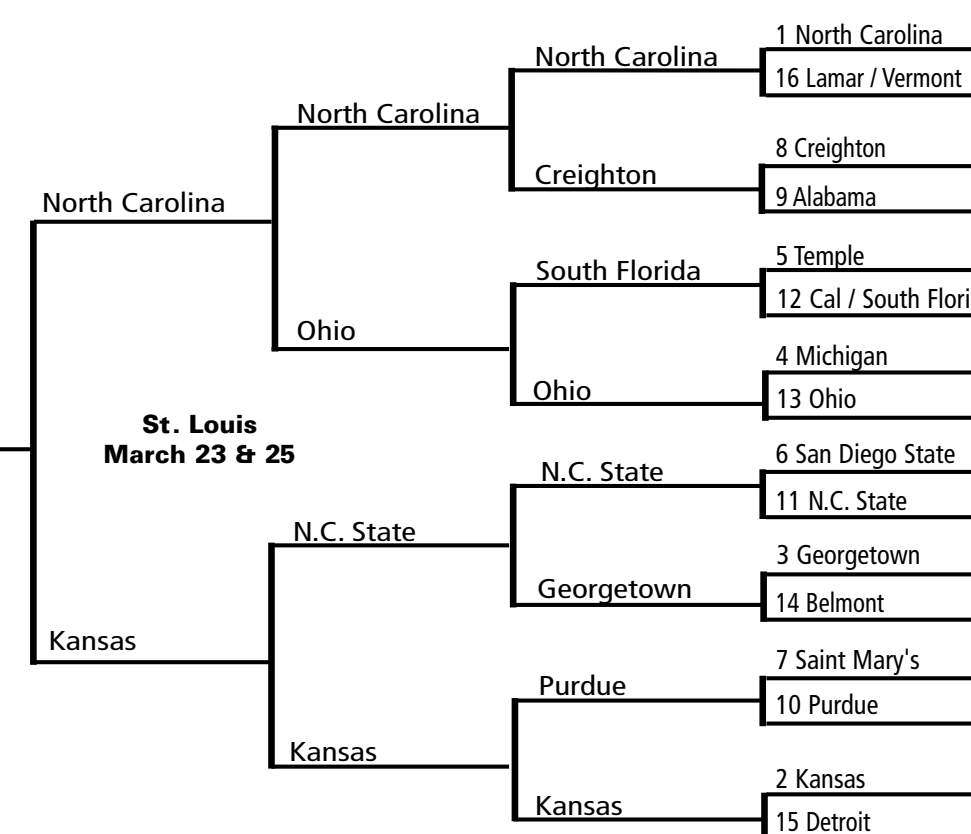 1 North Carolina
North Carolina
16 Lamar / Vermont
North Carolina
8 Creighton
Creighton
9 Alabama
North Carolina
5 Temple
South Florida
12 Cal / South Flori
Ohio
4 Michigan
Ohio
13 Ohio
St. Louis
March 23 & 25
6 San Diego State
N.C. State
11 N.C. State
N.C. State
3 Georgetown
Georgetown
14 Belmont
Kansas
7 Saint Mary's
Purdue
10 Purdue
Kansas
2 Kansas
Kansas
15 Detroit